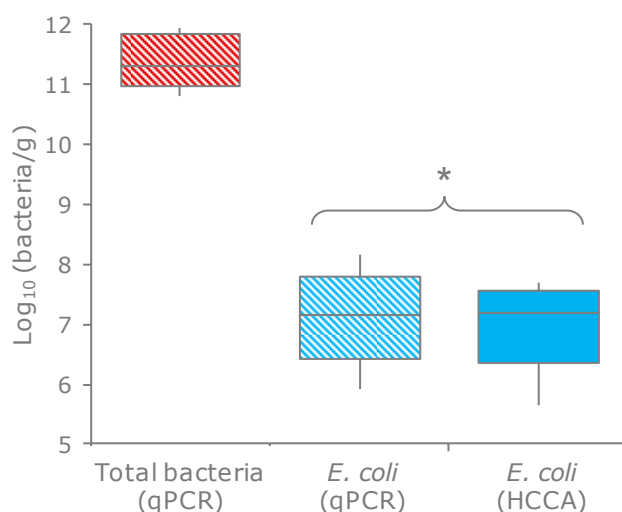 12
11
10
9
8
7
6
5
Log₁₀ (bacteria/g)
*
Total bacteria
(qPCR)
E. coli
(qPCR)
E. coli
(HCCA)